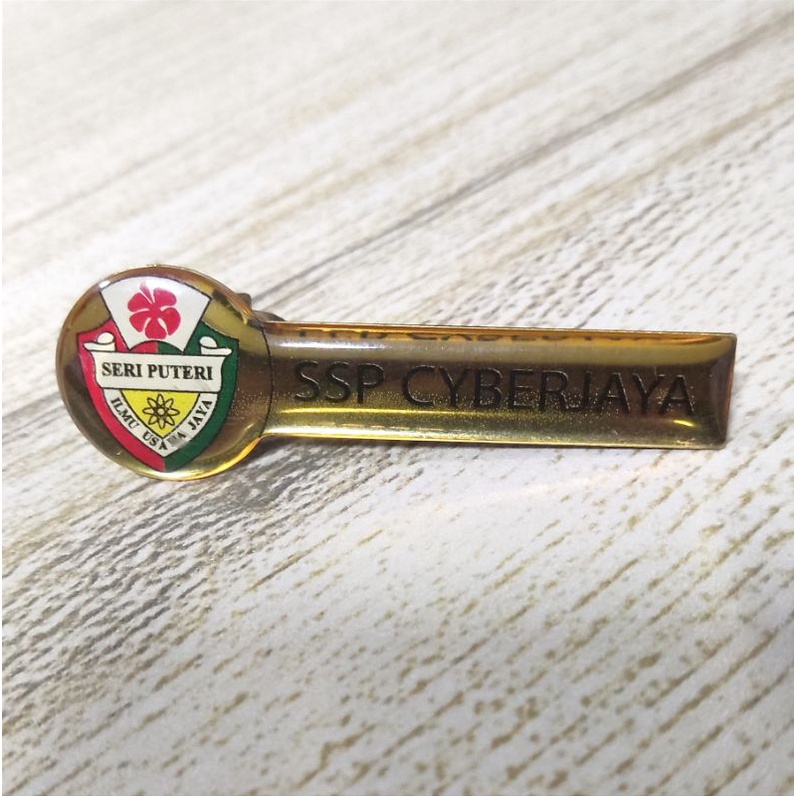 SERI PUTERI
ILMU USAHA JAYA
SSP CYBERJAYA